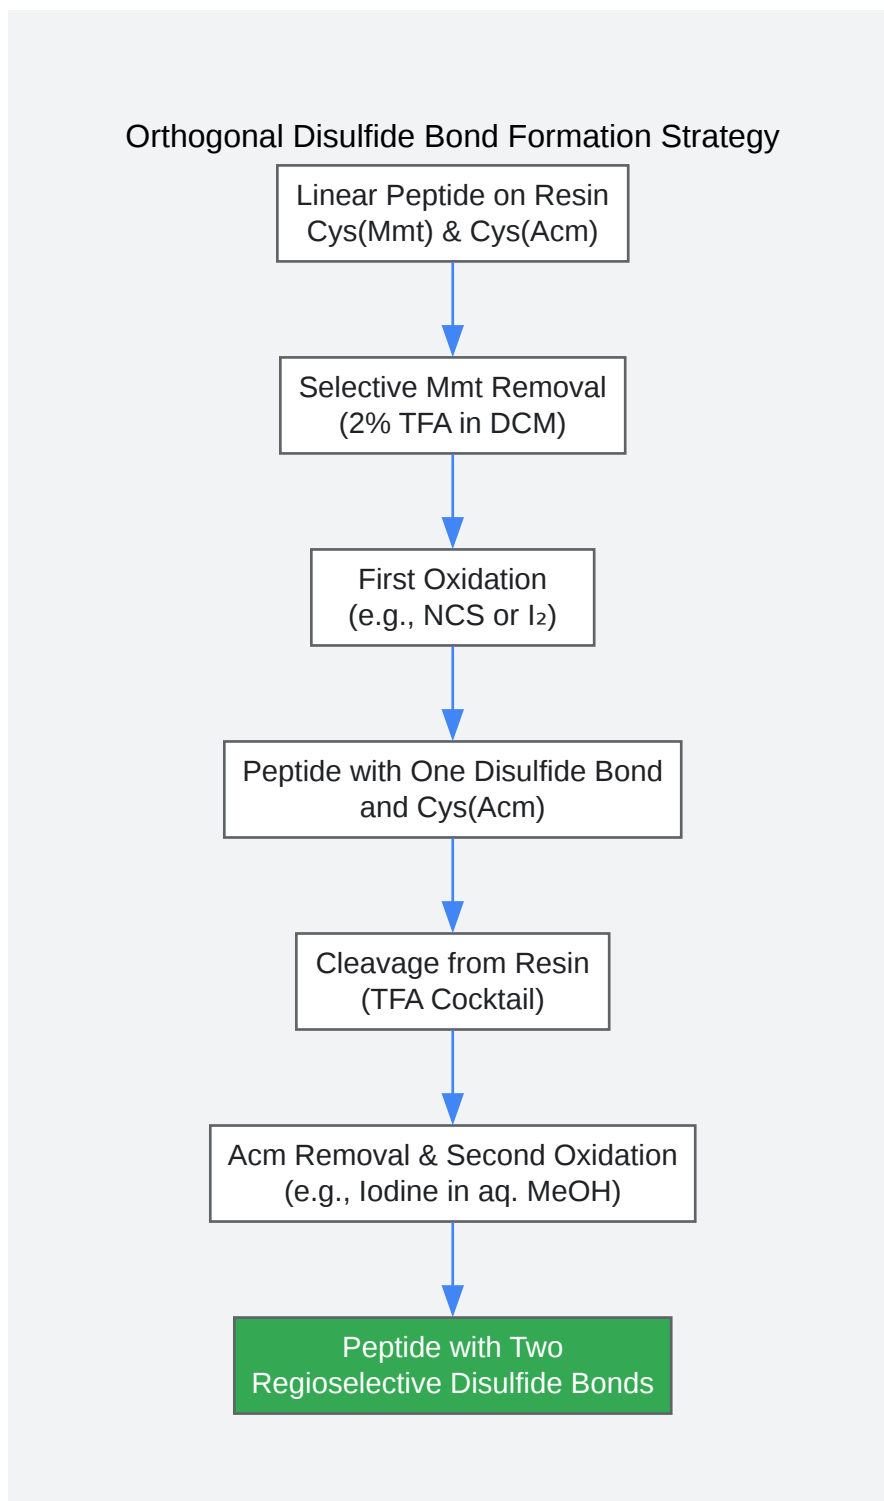 Orthogonal Disulfide Bond Formation Strategy
Linear Peptide on Resin
Cys(Mmt) & Cys(Acm)
Selective Mmt Removal
(2% TFA in DCM)
First Oxidation
(e.g., NCS or I₂)
Peptide with One Disulfide Bond
and Cys(Acm)
Cleavage from Resin
(TFA Cocktail)
Acm Removal & Second Oxidation
(e.g., Iodine in aq. MeOH)
Peptide with Two
Regioselective Disulfide Bonds